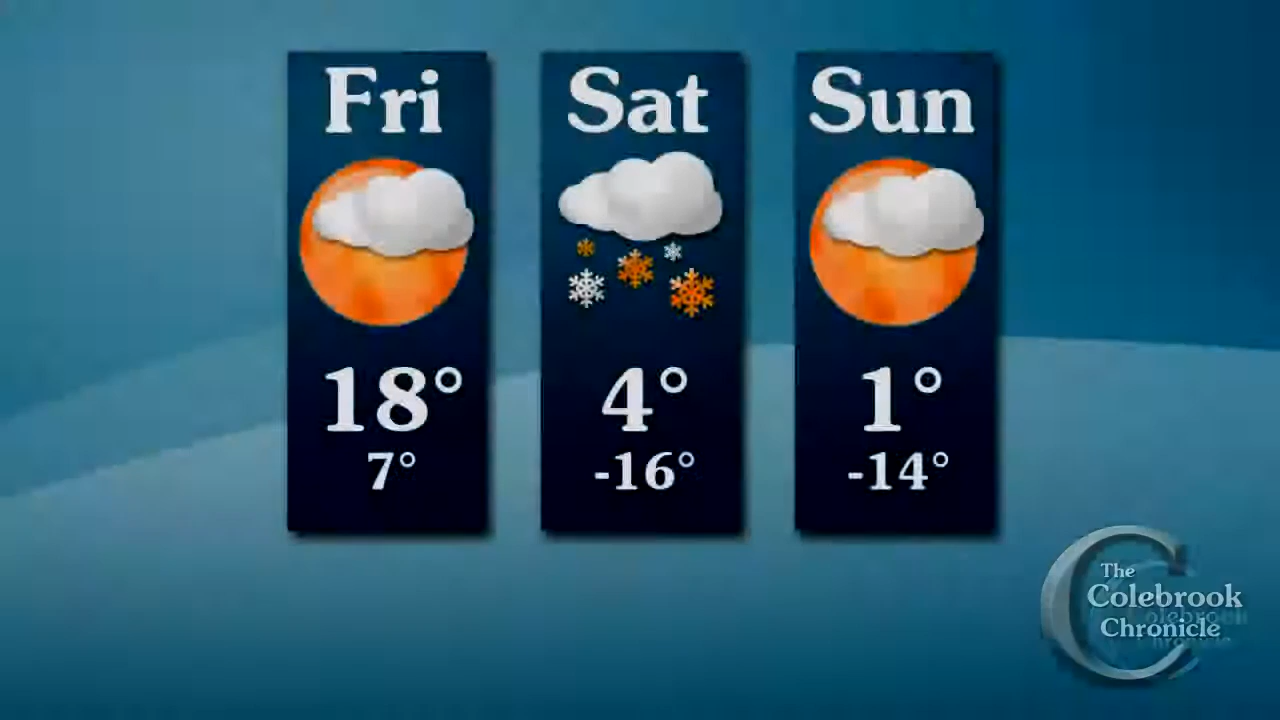 Fri
18°
7°
Sat
4°
-16°
Sun
1°
-14°
The
Colebrook
Chronicle